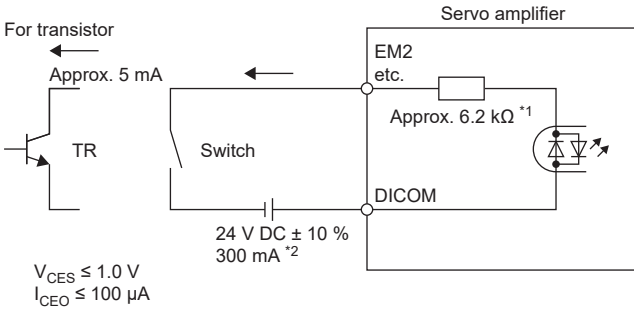 Servo amplifier
For transistor
EM2
etc.
Approx. 5 mA
Approx. 6.2 kΩ *1
TR
Switch
DICOM
24 V DC ± 10 %
300 mA *2
VCES ≤ 1.0 V
ICEO ≤ 100 μA